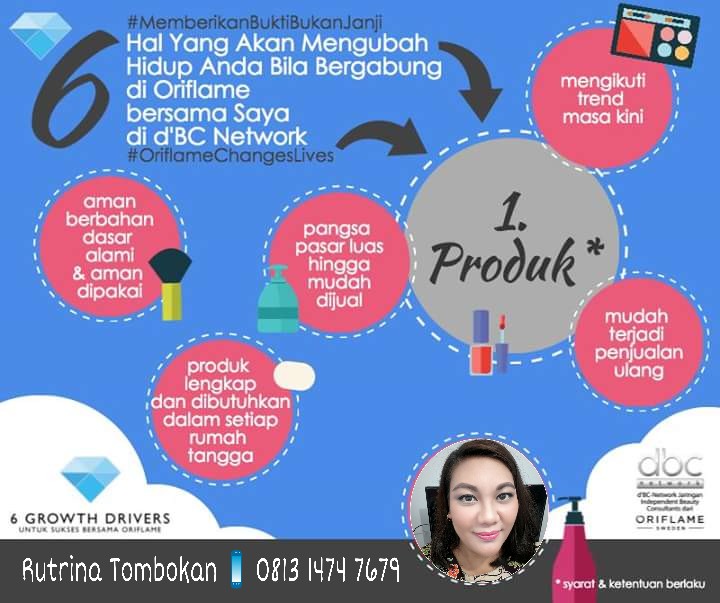 #MemberikanBuktiBukanJanji
6
Hal Yang Akan Mengubah
Hidup Anda Bila Bergabung
di Oriflame
bersama Saya
di d'BC Network
#OriflameChangesLives
mengikuti
trend
masa kini
1.
Produk*
aman
berbahan
dasar
alami
& aman
dipakai
pangsa
pasar luas
hingga
mudah
dijual
mudah
terjadi
penjualan
ulang
produk
lengkap
dan dibutuhkan
dalam setiap
rumah
tangga
6 GROWTH DRIVERS
UNTUK SUKSES BERSAMA ORIFLAME
dbc
network
d'BC-Network Jaringan
Independent Beauty
Consultants dari
ORIFLAME
SWEDEN
Rutrina Tombokan 0813 1474 7679
* syarat & ketentuan berlaku